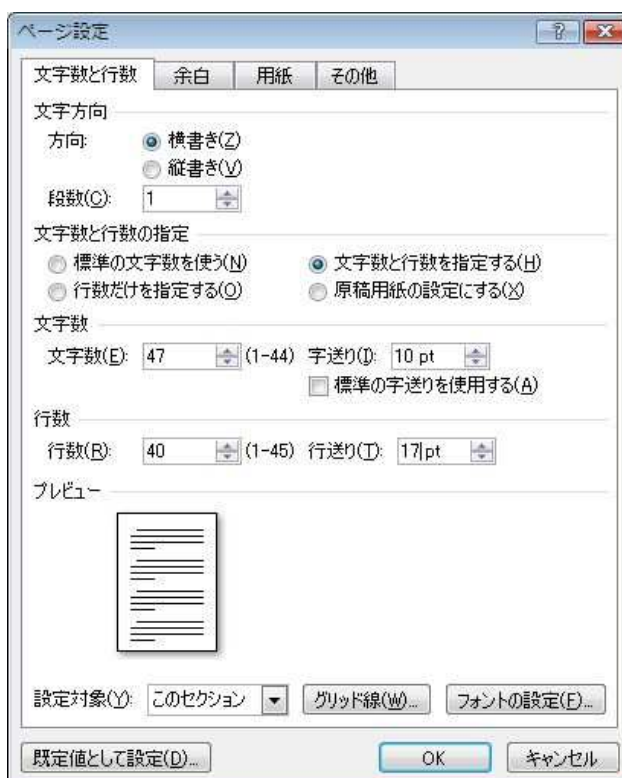 ページ設定
文字数と行数 余白 用紙 その他
文字方向
方向: 横書き(Z)
縦書き(V)
段数(C): 1
文字数と行数の指定
標準の文字数を使う(N) 文字数と行数を指定する(H)
行数だけを指定する(O) 原稿用紙の設定にする(X)
文字数
文字数(E): 47 (1-44) 字送り(I): 10 pt
標準の字送りを使用する(A)
行数
行数(R): 40 (1-45) 行送り(T): 17 pt
プレビュー
設定対象(Y): このセクション グリッド線(W)... フォントの設定(F)...
既定値として設定(D)... OK キャンセル